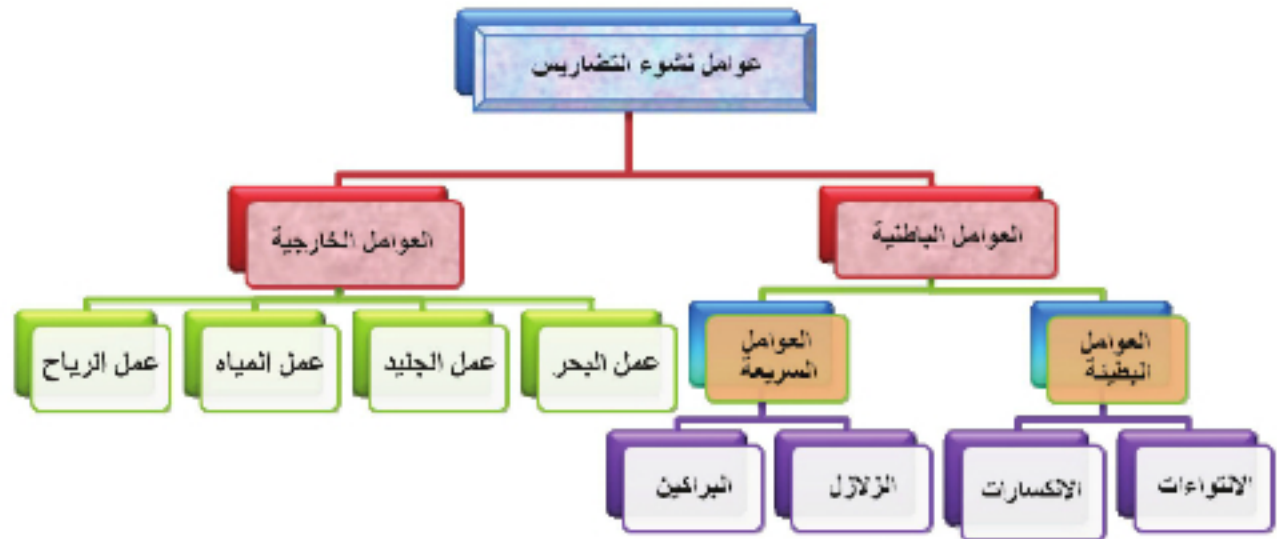 عوامل نشوء التضاريس
العوامل الباطنية
العوامل الخارجية
العوامل
البطيئة
العوامل
السريعة
عمل البحر
عمل الجليد
عمل المياه
عمل الرياح
الالتواءات
الانكسارات
الزلازل
البراكين